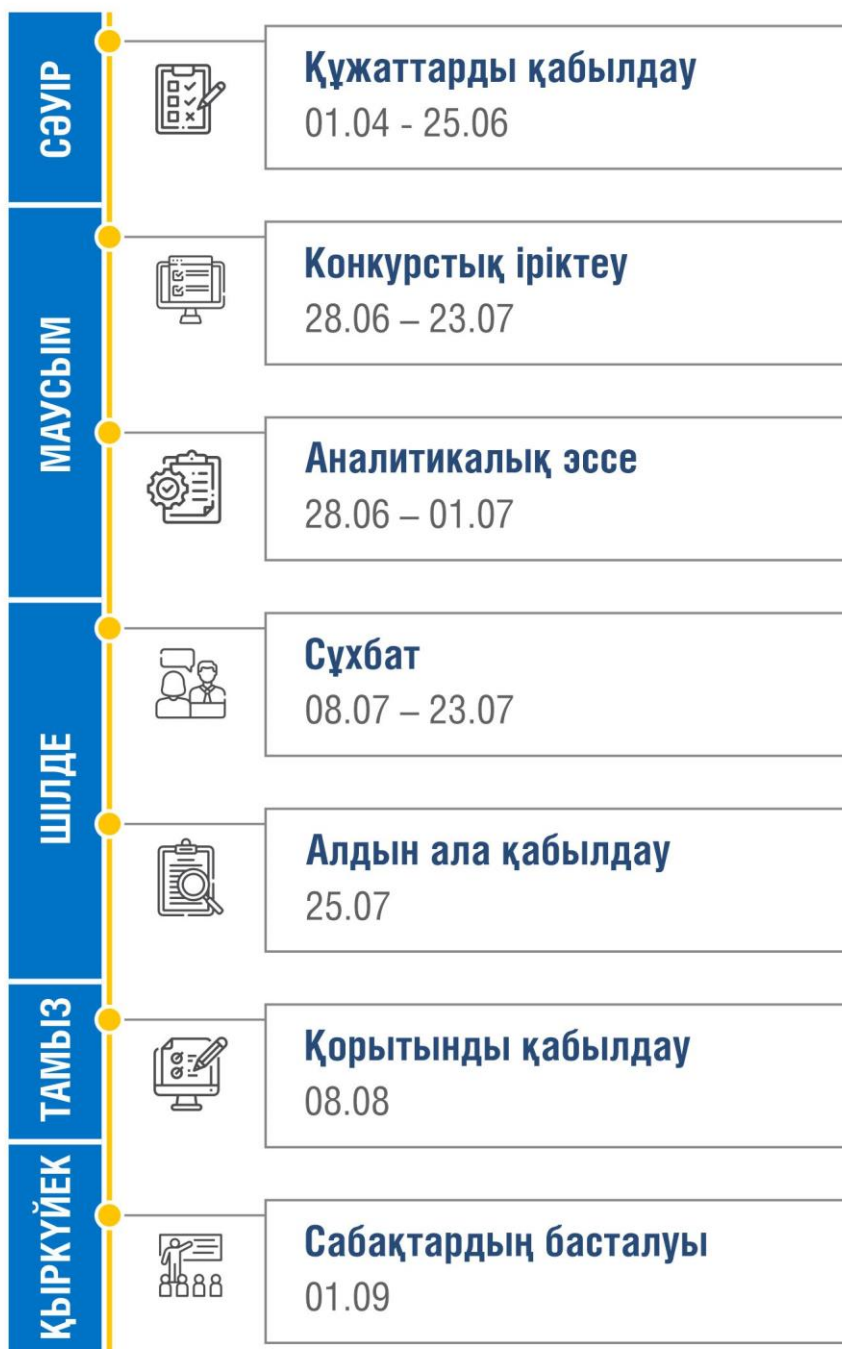 СӘУІР
Құжаттарды қабылдау
01.04 - 25.06
МАУСЫМ
Конкурстық іріктеу
28.06 – 23.07
Аналитикалық эссе
28.06 – 01.07
ШІЛДЕ
Сұхбат
08.07 – 23.07
Алдын ала қабылдау
25.07
ТАМЫЗ
Қорытынды қабылдау
08.08
ҚЫРКҮЙЕК
Сабақтардың басталуы
01.09